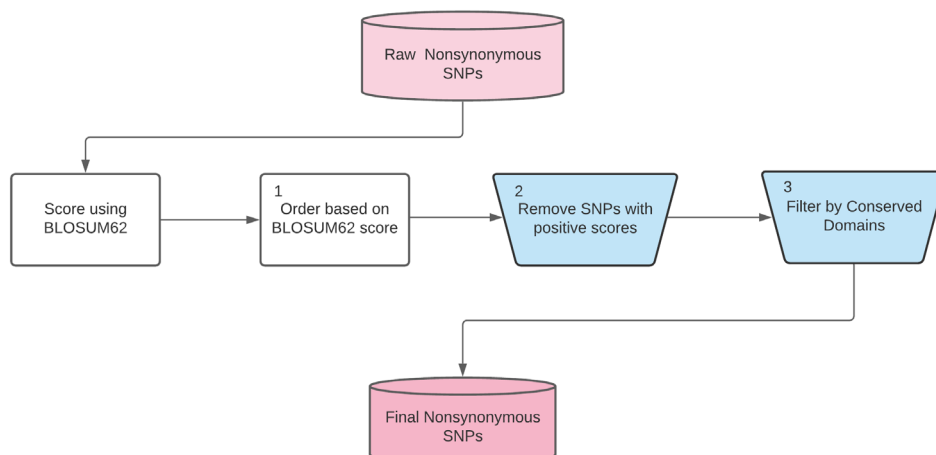 Raw Nonsynonymous
SNPs
Score using
BLOSUM62
1
Order based on
BLOSUM62 score
2
Remove SNPs with
positive scores
3
Filter by Conserved
Domains
Final Nonsynonymous
SNPs